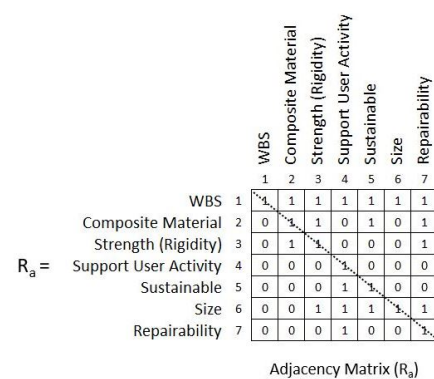 WBS Composite Material Strength (Rigidity) Support User Activity Sustainable Size Repairability
1 2 3 4 5 6 7
WBS 1 1 1 1 1 1 1 1
Composite Material 2 0 1 1 0 1 0 1
Strength (Rigidity) 3 0 1 1 0 0 0 1
R_a = Support User Activity 4 0 0 0 1 0 0 0
Sustainable 5 0 0 0 1 1 0 0
Size 6 0 0 1 1 1 1 1
Repairability 7 0 0 0 1 0 0 1
Adjacency Matrix (R_a)